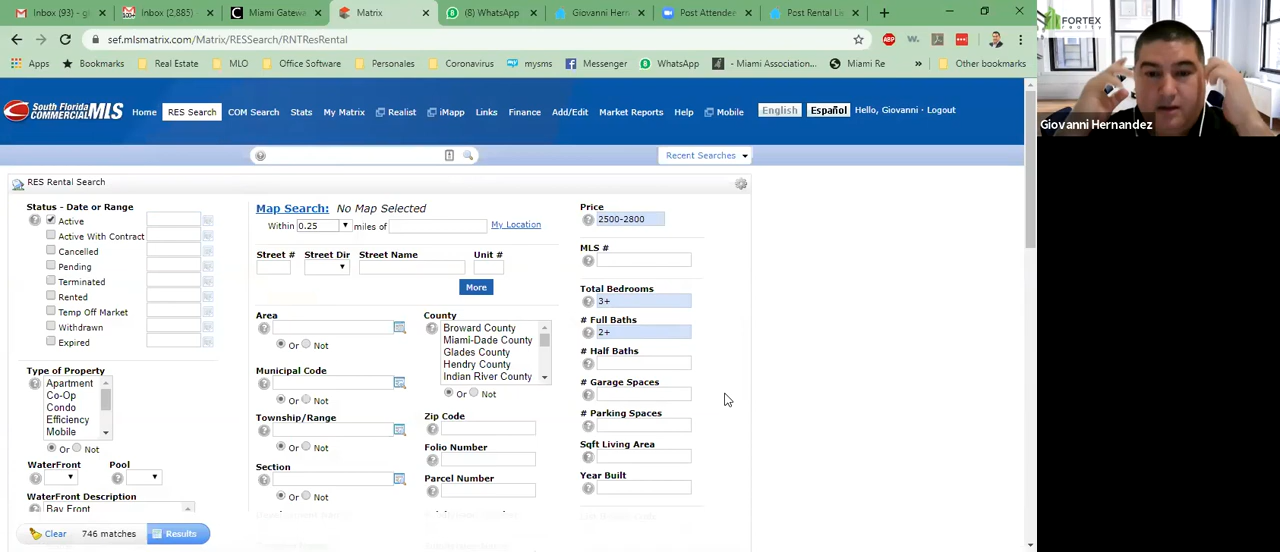 Inbox (93) - gi
Inbox (2,885)
Miami Gatewa
Matrix
(8) WhatsApp
Giovanni Hern
Post Attendee
Post Rental Lis
sef.mlsmatrix.com/Matrix/RESSearch/RNTResRental
Apps
Bookmarks
Real Estate
MLO
Office Software
Personales
Coronavirus
mysms
Messenger
WhatsApp
- Miami Association...
Miami Re
»
Other bookmarks
South Florida
COMMERCIAL MLS
Home
RES Search
COM Search
Stats
My Matrix
Realist
iMapp
Links
Finance
Add/Edit
Market Reports
Help
Mobile
English
Español
Hello, Giovanni · Logout
Recent Searches
RES Rental Search
Status - Date or Range
Active
Active With Contract
Cancelled
Pending
Terminated
Rented
Temp Off Market
Withdrawn
Expired
Type of Property
Apartment
Co-Op
Condo
Efficiency
Mobile
Or Not
WaterFront Pool
WaterFront Description
Bay Front
Map Search: No Map Selected
Within 0.25 miles of
My Location
Street # Street Dir Street Name Unit #
More
Area
Or Not
Municipal Code
Or Not
Township/Range
Or Not
Section
Or Not
County
Broward County
Miami-Dade County
Glades County
Hendry County
Indian River County
Or Not
Zip Code
Folio Number
Parcel Number
Price
2500-2800
MLS #
Total Bedrooms
3+
# Full Baths
2+
# Half Baths
# Garage Spaces
# Parking Spaces
Sqft Living Area
Year Built
Clear 746 matches Results
FORTEX
realty
Giovanni Hernandez